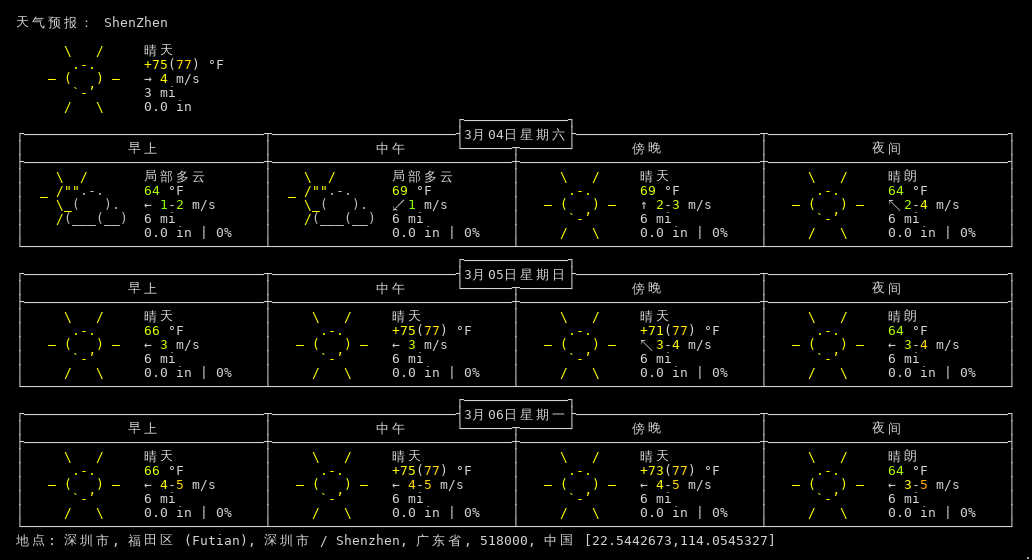 天气预报： ShenZhen
晴天
+75(77) °F
→ 4 m/s
3 mi
0.0 in
3月04日星期六
早上 中午 傍晚 夜间
局部多云 局部多云 晴天 晴朗
64 °F 69 °F 69 °F 64 °F
← 1-2 m/s ↙ 1 m/s ↑ 2-3 m/s ↖ 2-4 m/s
6 mi 6 mi 6 mi 6 mi
0.0 in | 0% 0.0 in | 0% 0.0 in | 0% 0.0 in | 0%
3月05日星期日
早上 中午 傍晚 夜间
晴天 晴天 晴天 晴朗
66 °F +75(77) °F +71(77) °F 64 °F
← 3 m/s ← 3 m/s ↖ 3-4 m/s ← 3-4 m/s
6 mi 6 mi 6 mi 6 mi
0.0 in | 0% 0.0 in | 0% 0.0 in | 0% 0.0 in | 0%
3月06日星期一
早上 中午 傍晚 夜间
晴天 晴天 晴天 晴朗
66 °F +75(77) °F +73(77) °F 64 °F
← 4-5 m/s ← 4-5 m/s ← 4-5 m/s ← 3-5 m/s
6 mi 6 mi 6 mi 6 mi
0.0 in | 0% 0.0 in | 0% 0.0 in | 0% 0.0 in | 0%
地点: 深圳市, 福田区 (Futian), 深圳市 / Shenzhen, 广东省, 518000, 中国 [22.5442673,114.0545327]